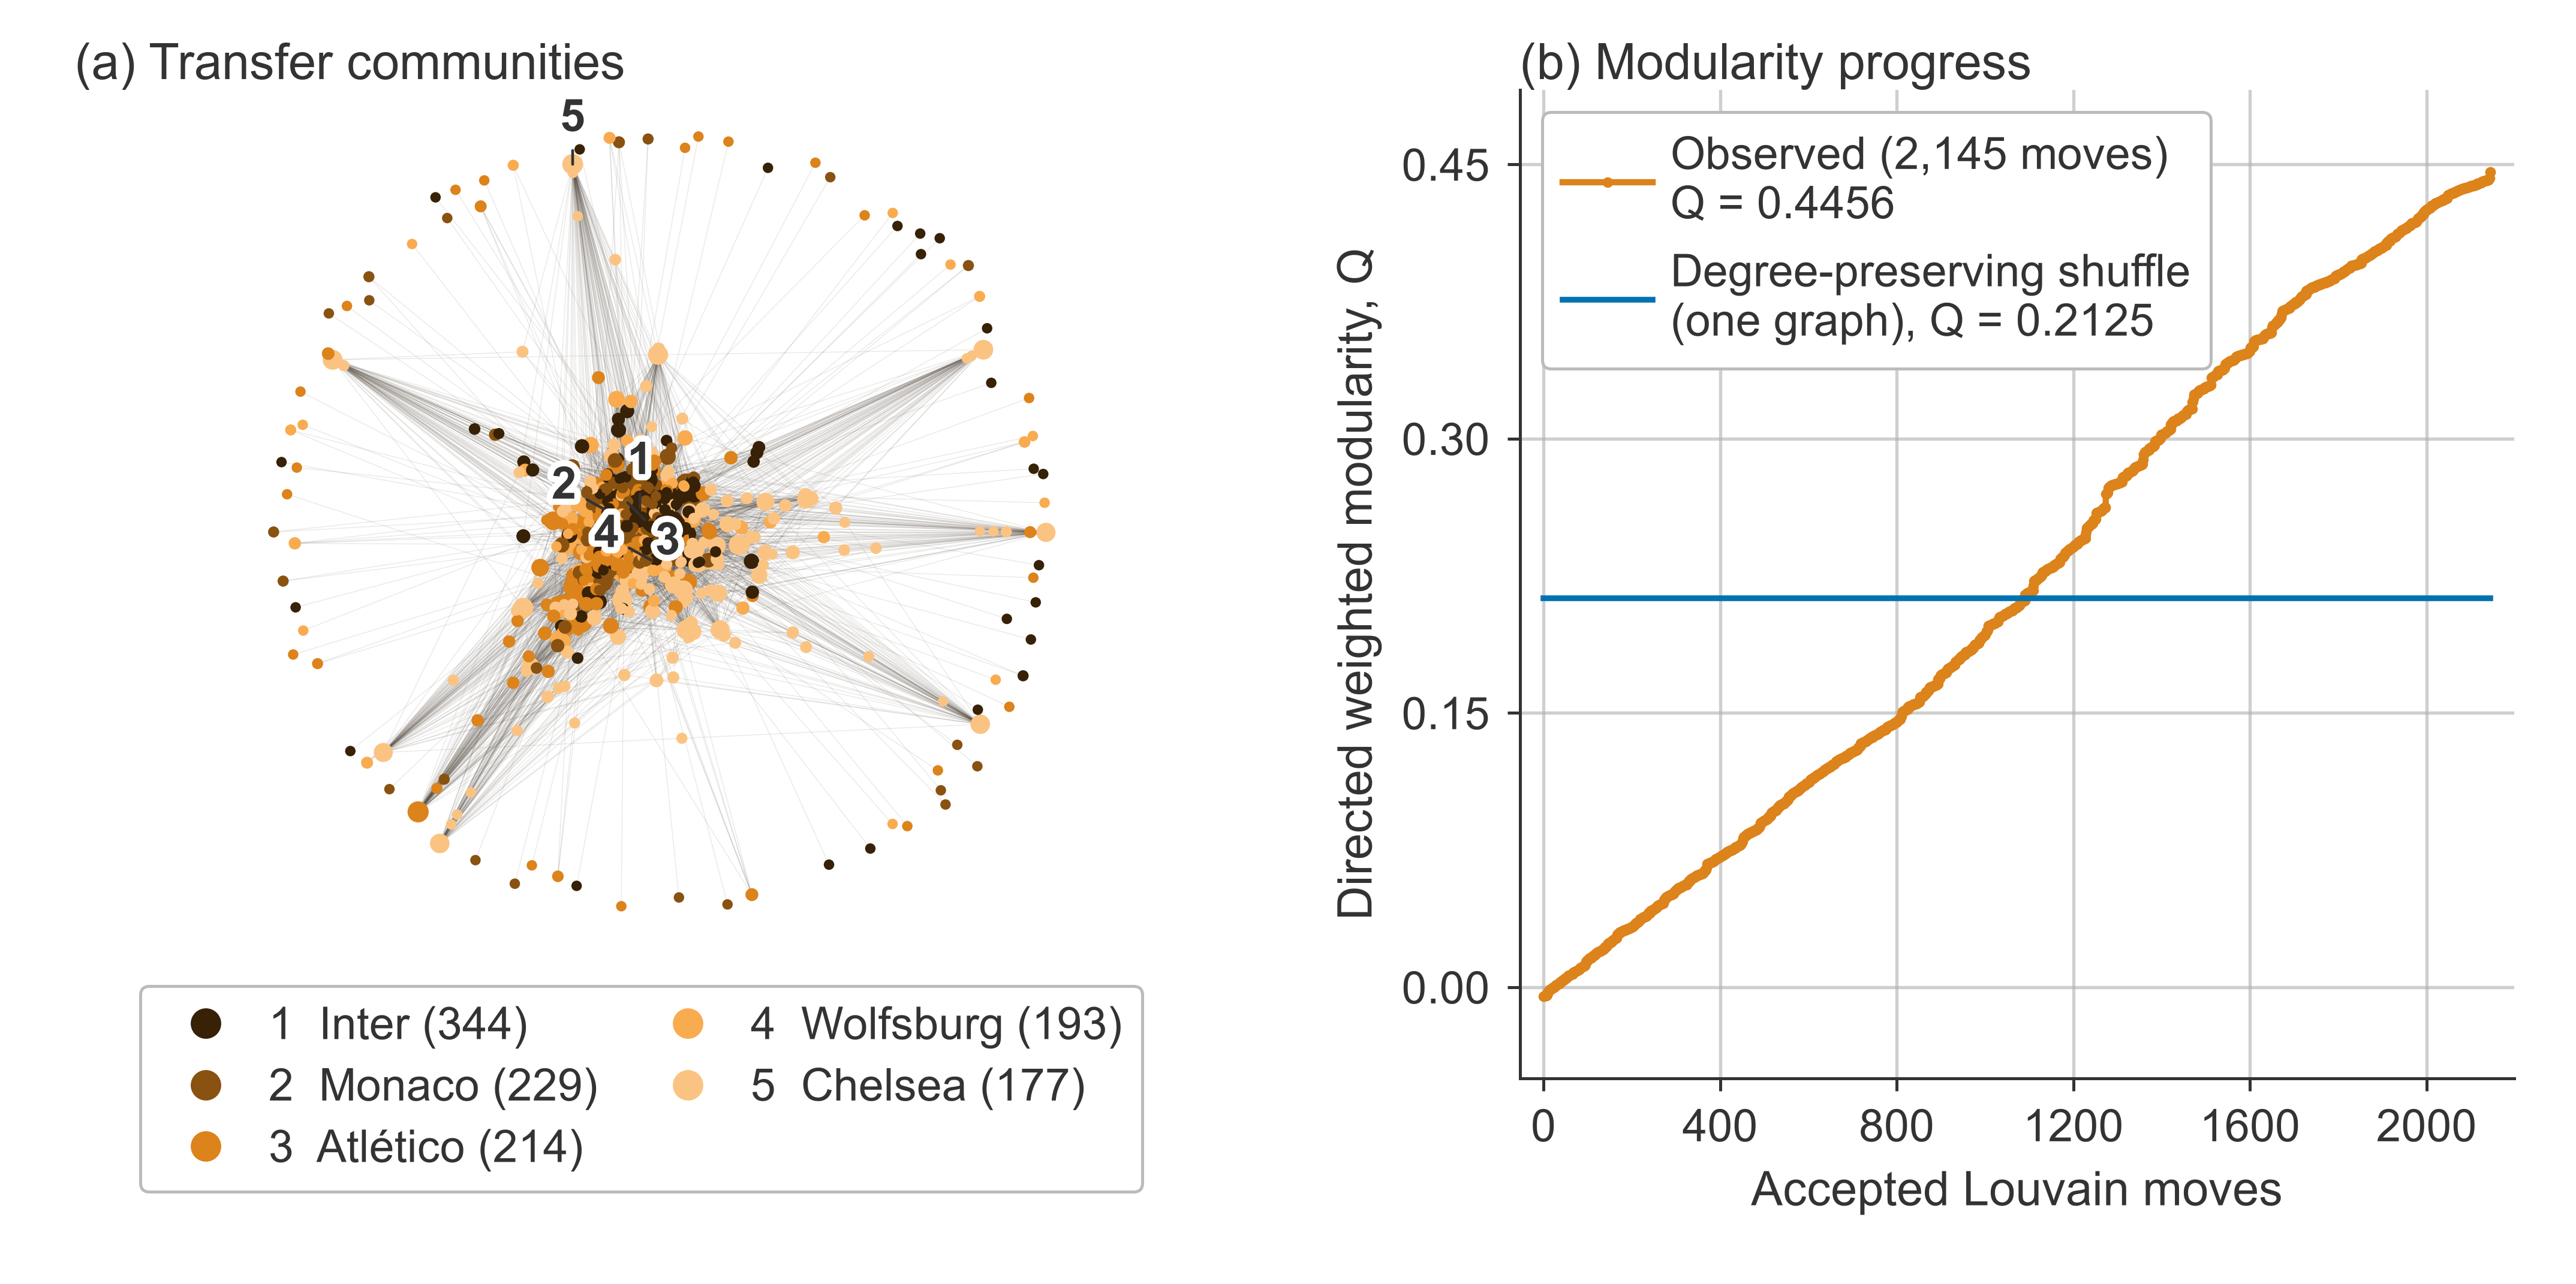 (a) Transfer communities
5
1
2
4
3
1 Inter (344)
2 Monaco (229)
3 Atlético (214)
4 Wolfsburg (193)
5 Chelsea (177)
(b) Modularity progress
Observed (2,145 moves)
Q = 0.4456
Degree-preserving shuffle
(one graph), Q = 0.2125
Directed weighted modularity, Q
0.45
0.30
0.15
0.00
0
400
800
1200
1600
2000
Accepted Louvain moves